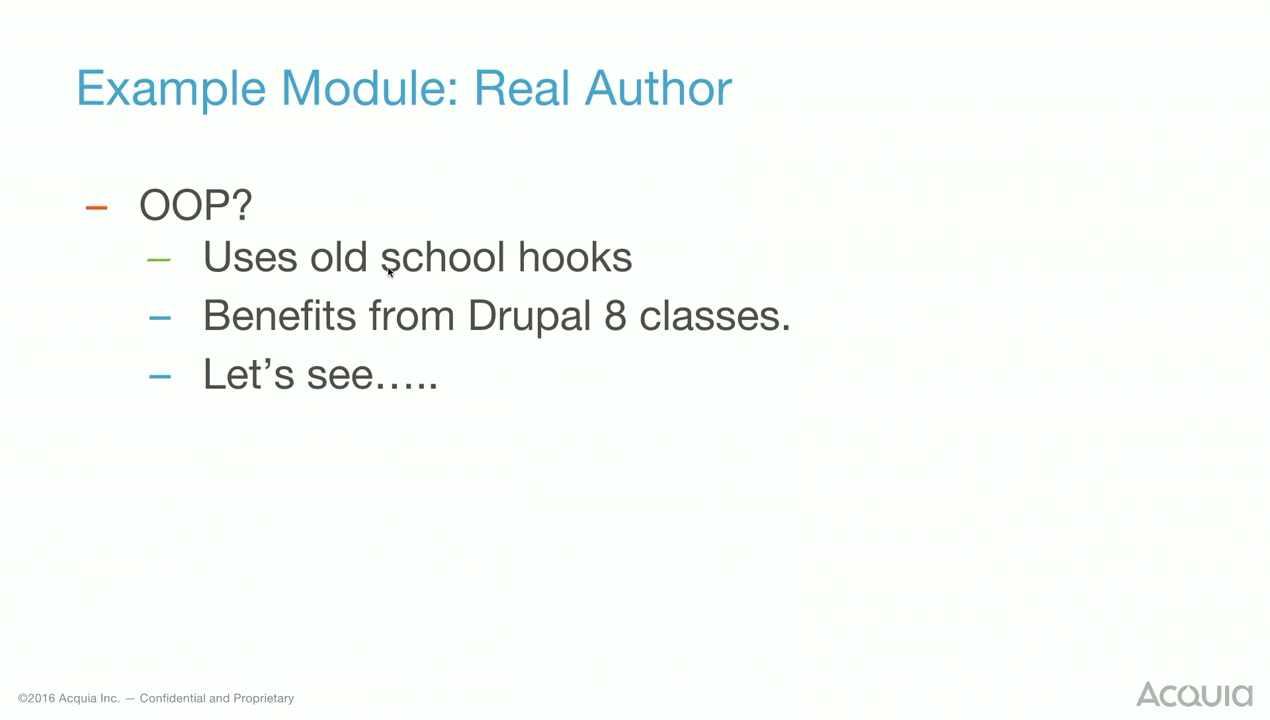 Example Module: Real Author
– OOP?
– Uses old school hooks
– Benefits from Drupal 8 classes.
– Let’s see…..
©2016 Acquia Inc. — Confidential and Proprietary
ACQUIA